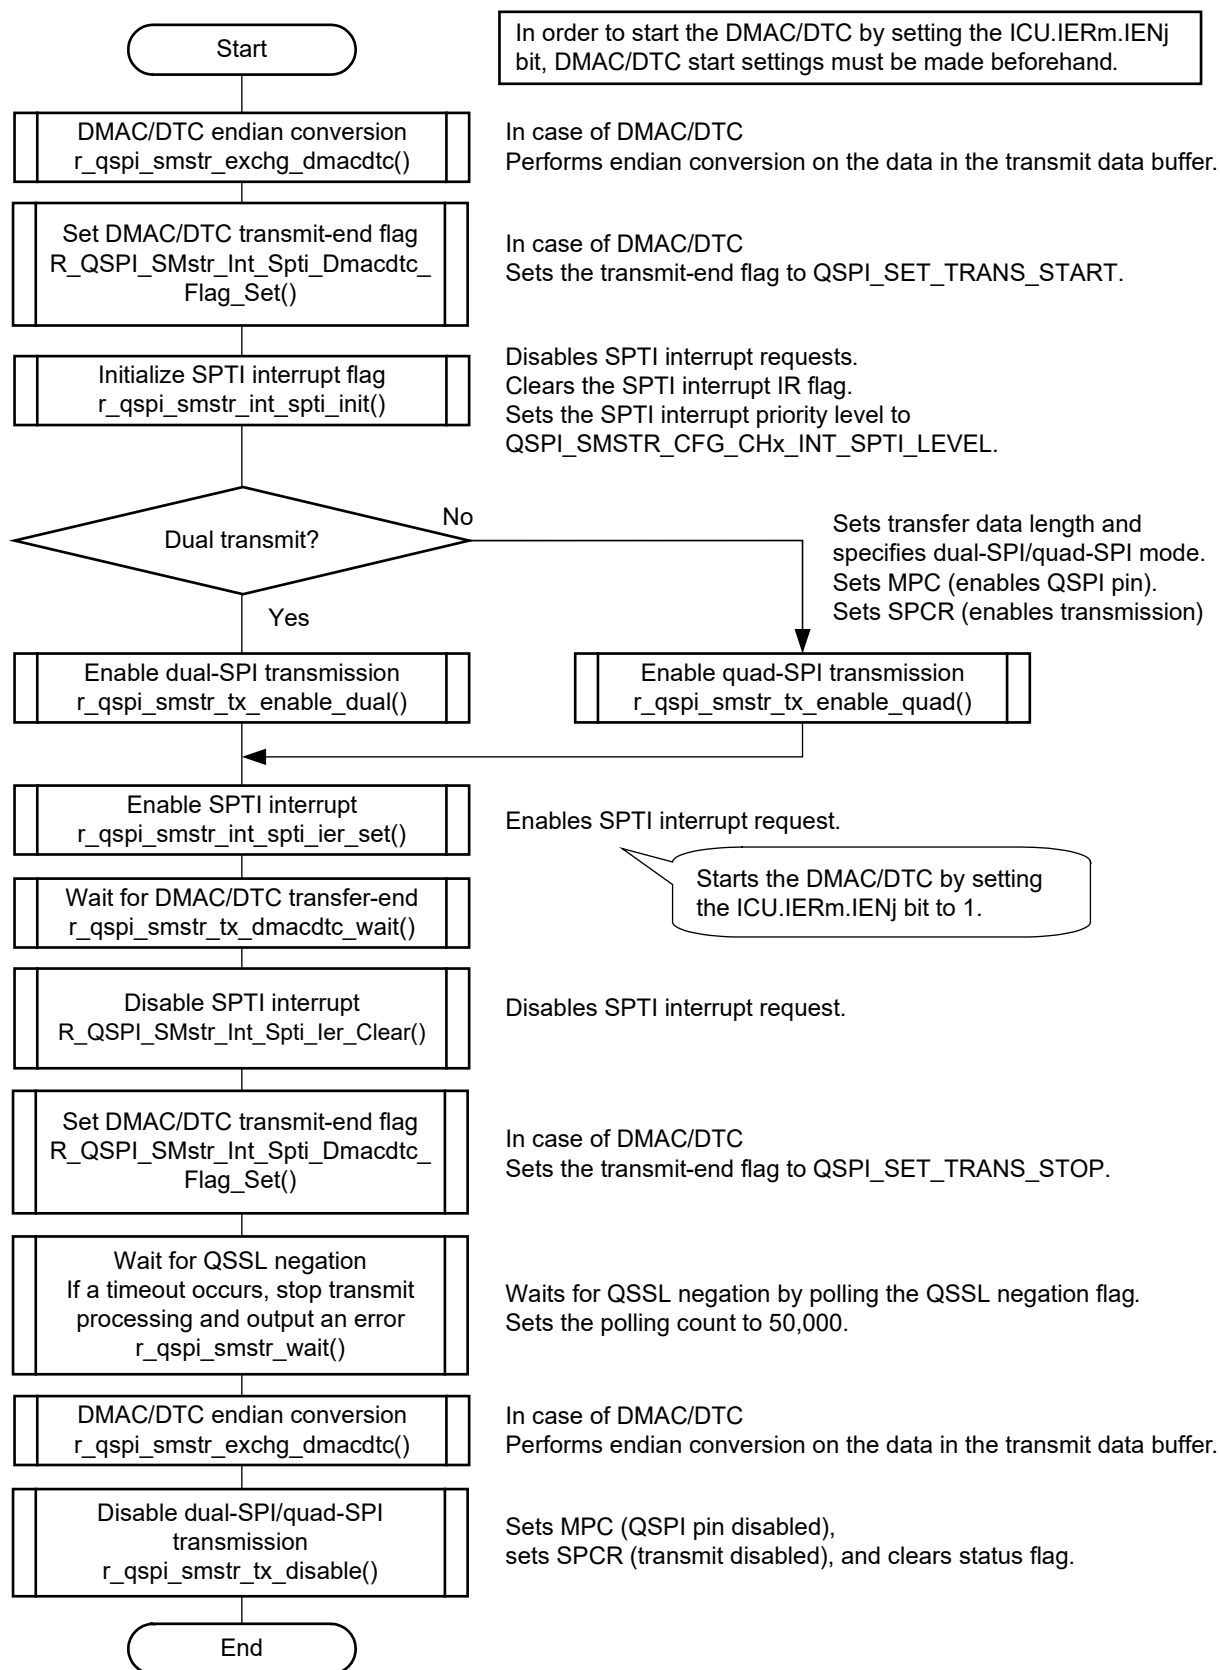 Start
In order to start the DMAC/DTC by setting the ICU.IERm.IENj
bit, DMAC/DTC start settings must be made beforehand.
DMAC/DTC endian conversion
r_qspi_smstr_exchg_dmacdtc()
In case of DMAC/DTC
Performs endian conversion on the data in the transmit data buffer.
Set DMAC/DTC transmit-end flag
R_QSPI_SMstr_Int_Spti_Dmacdtc_
Flag_Set()
In case of DMAC/DTC
Sets the transmit-end flag to QSPI_SET_TRANS_START.
Initialize SPTI interrupt flag
r_qspi_smstr_int_spti_init()
Disables SPTI interrupt requests.
Clears the SPTI interrupt IR flag.
Sets the SPTI interrupt priority level to
QSPI_SMSTR_CFG_CHx_INT_SPTI_LEVEL.
Dual transmit?
No
Yes
Sets transfer data length and
specifies dual-SPI/quad-SPI mode.
Sets MPC (enables QSPI pin).
Sets SPCR (enables transmission)
Enable dual-SPI transmission
r_qspi_smstr_tx_enable_dual()
Enable quad-SPI transmission
r_qspi_smstr_tx_enable_quad()
Enable SPTI interrupt
r_qspi_smstr_int_spti_ier_set()
Enables SPTI interrupt request.
Starts the DMAC/DTC by setting
the ICU.IERm.IENj bit to 1.
Wait for DMAC/DTC transfer-end
r_qspi_smstr_tx_dmacdtc_wait()
Disable SPTI interrupt
R_QSPI_SMstr_Int_Spti_Ier_Clear()
Disables SPTI interrupt request.
Set DMAC/DTC transmit-end flag
R_QSPI_SMstr_Int_Spti_Dmacdtc_
Flag_Set()
In case of DMAC/DTC
Sets the transmit-end flag to QSPI_SET_TRANS_STOP.
Wait for QSSL negation
If a timeout occurs, stop transmit
processing and output an error
r_qspi_smstr_wait()
Waits for QSSL negation by polling the QSSL negation flag.
Sets the polling count to 50,000.
DMAC/DTC endian conversion
r_qspi_smstr_exchg_dmacdtc()
In case of DMAC/DTC
Performs endian conversion on the data in the transmit data buffer.
Disable dual-SPI/quad-SPI
transmission
r_qspi_smstr_tx_disable()
Sets MPC (QSPI pin disabled),
sets SPCR (transmit disabled), and clears status flag.
End